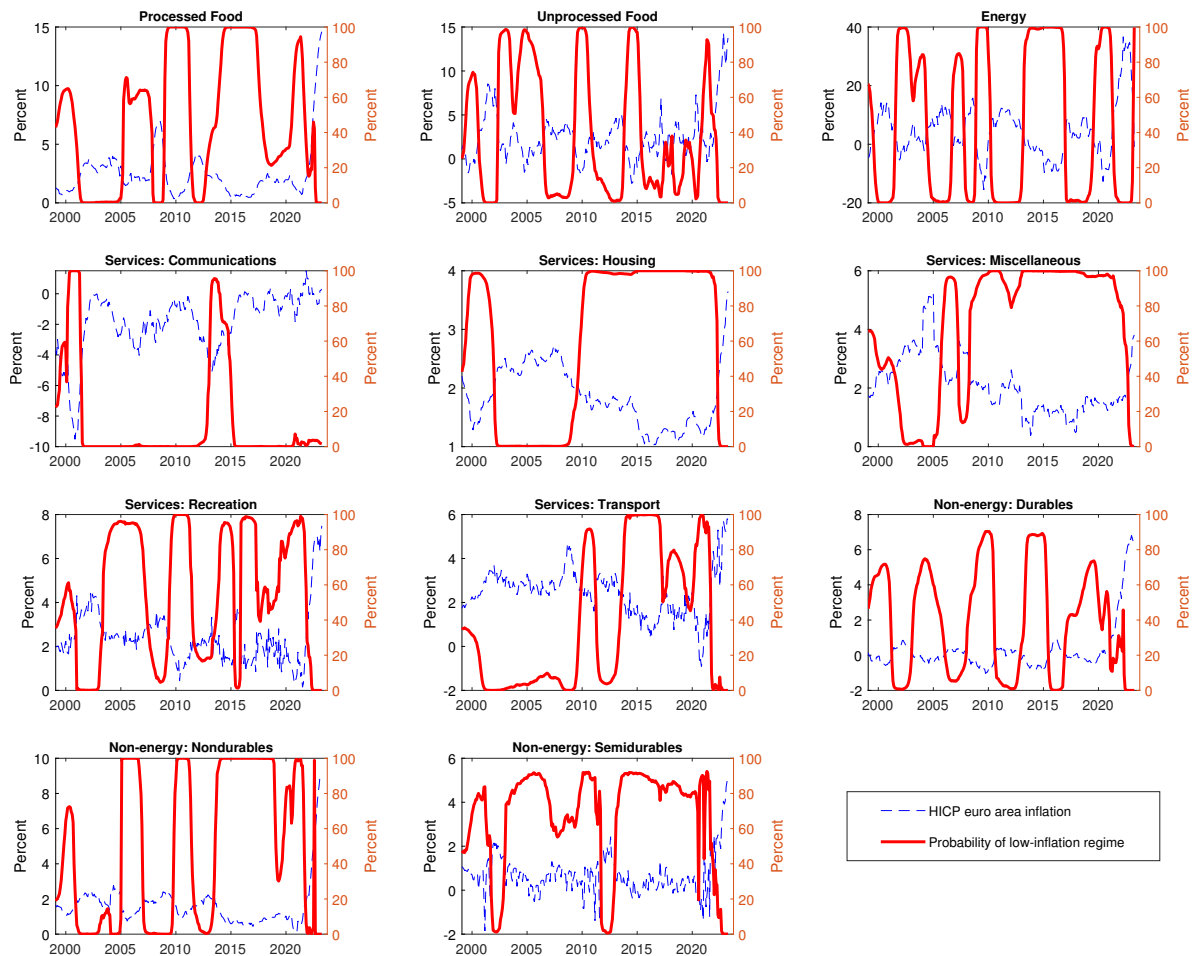 Processed Food
15
10
5
0
Percent
100
80
60
40
20
0
Percent
2000 2005 2010 2015 2020
Unprocessed Food
15
10
5
0
-5
Percent
100
80
60
40
20
0
Percent
2000 2005 2010 2015 2020
Energy
40
20
0
-20
Percent
100
80
60
40
20
0
Percent
2000 2005 2010 2015 2020
Services: Communications
0
-2
-4
-6
-8
-10
Percent
100
80
60
40
20
0
Percent
2000 2005 2010 2015 2020
Services: Housing
4
3
2
1
Percent
100
80
60
40
20
0
Percent
2000 2005 2010 2015 2020
Services: Miscellaneous
6
4
2
0
Percent
100
80
60
40
20
0
Percent
2000 2005 2010 2015 2020
Services: Recreation
8
6
4
2
0
Percent
100
80
60
40
20
0
Percent
2000 2005 2010 2015 2020
Services: Transport
6
4
2
0
-2
Percent
100
80
60
40
20
0
Percent
2000 2005 2010 2015 2020
Non-energy: Durables
8
6
4
2
0
-2
Percent
100
80
60
40
20
0
Percent
2000 2005 2010 2015 2020
Non-energy: Nondurables
10
8
6
4
2
0
Percent
100
80
60
40
20
0
Percent
2000 2005 2010 2015 2020
Non-energy: Semidurables
6
4
2
0
-2
Percent
100
80
60
40
20
0
Percent
2000 2005 2010 2015 2020
HICP euro area inflation
Probability of low-inflation regime